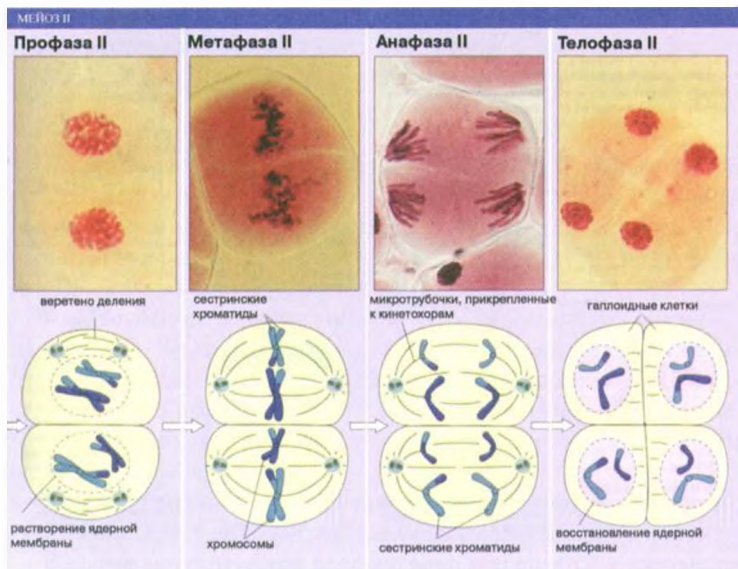 МЕЙОЗ II
Профаза II
Метафаза II
Анафаза II
Телофаза II
веретено деления
сестринские
хроматиды
микротрубочки, прикрепленные
к кинетохорам
галлоидные клетки
растворение ядерной
мембраны
хромосомы
сестринские хроматиды
восстановление ядерной
мембраны